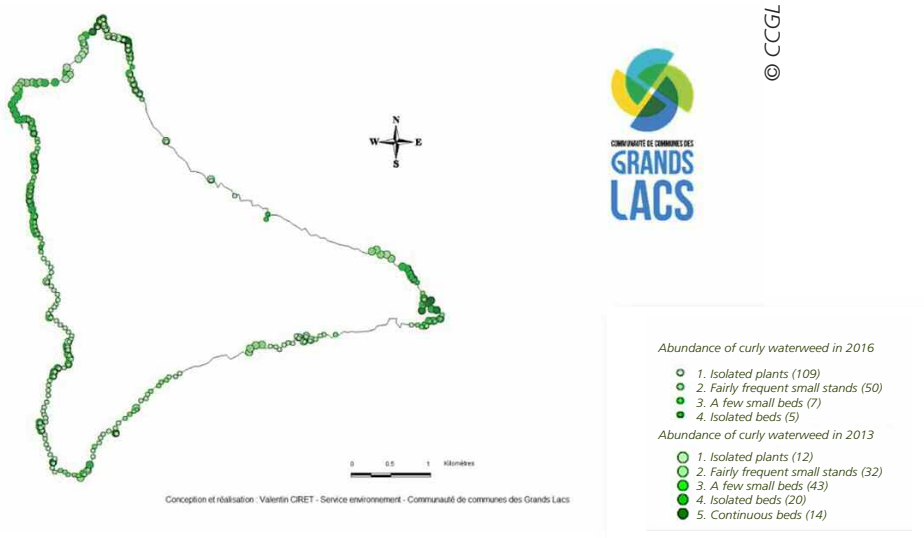 © CCGL
N
W E
S
COMMUNAUTÉ DE COMMUNES DES
GRANDS
LACS
Abundance of curly waterweed in 2016
1. Isolated plants (109)
2. Fairly frequent small stands (50)
3. A few small beds (7)
4. Isolated beds (5)
Abundance of curly waterweed in 2013
1. Isolated plants (12)
2. Fairly frequent small stands (32)
3. A few small beds (43)
4. Isolated beds (20)
5. Continuous beds (14)
0 0.5 1 Kilomètres
Conception et réalisation : Valentin CIRET - Service environnement - Communauté de communes des Grands Lacs